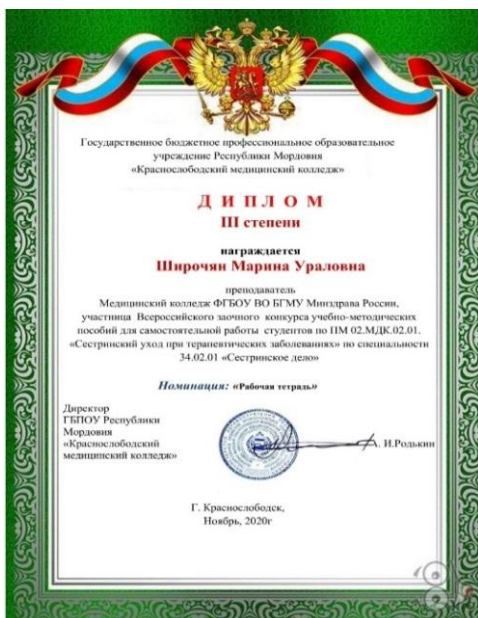 Государственное бюджетное профессиональное образовательное
учреждение Республики Мордовия
«Краснослободский медицинский колледж»
ДИПЛОМ
III степени
награждается
Широчян Марина Ураловна
преподаватель
Медицинский колледж ФГБОУ ВО БГМУ Минздрава России,
участница Всероссийского заочного конкурса учебно-методических
пособий для самостоятельной работы студентов по ПМ 02.МДК.02.01.
«Сестринский уход при терапевтических заболеваниях» по специальности
34.02.01 «Сестринское дело»
Номинация: «Рабочая тетрадь»
Директор
ГБПОУ Республики
Мордовия
«Краснослободский
медицинский колледж»
А. И.Родькин
Г. Краснослободск,
Ноябрь, 2020г